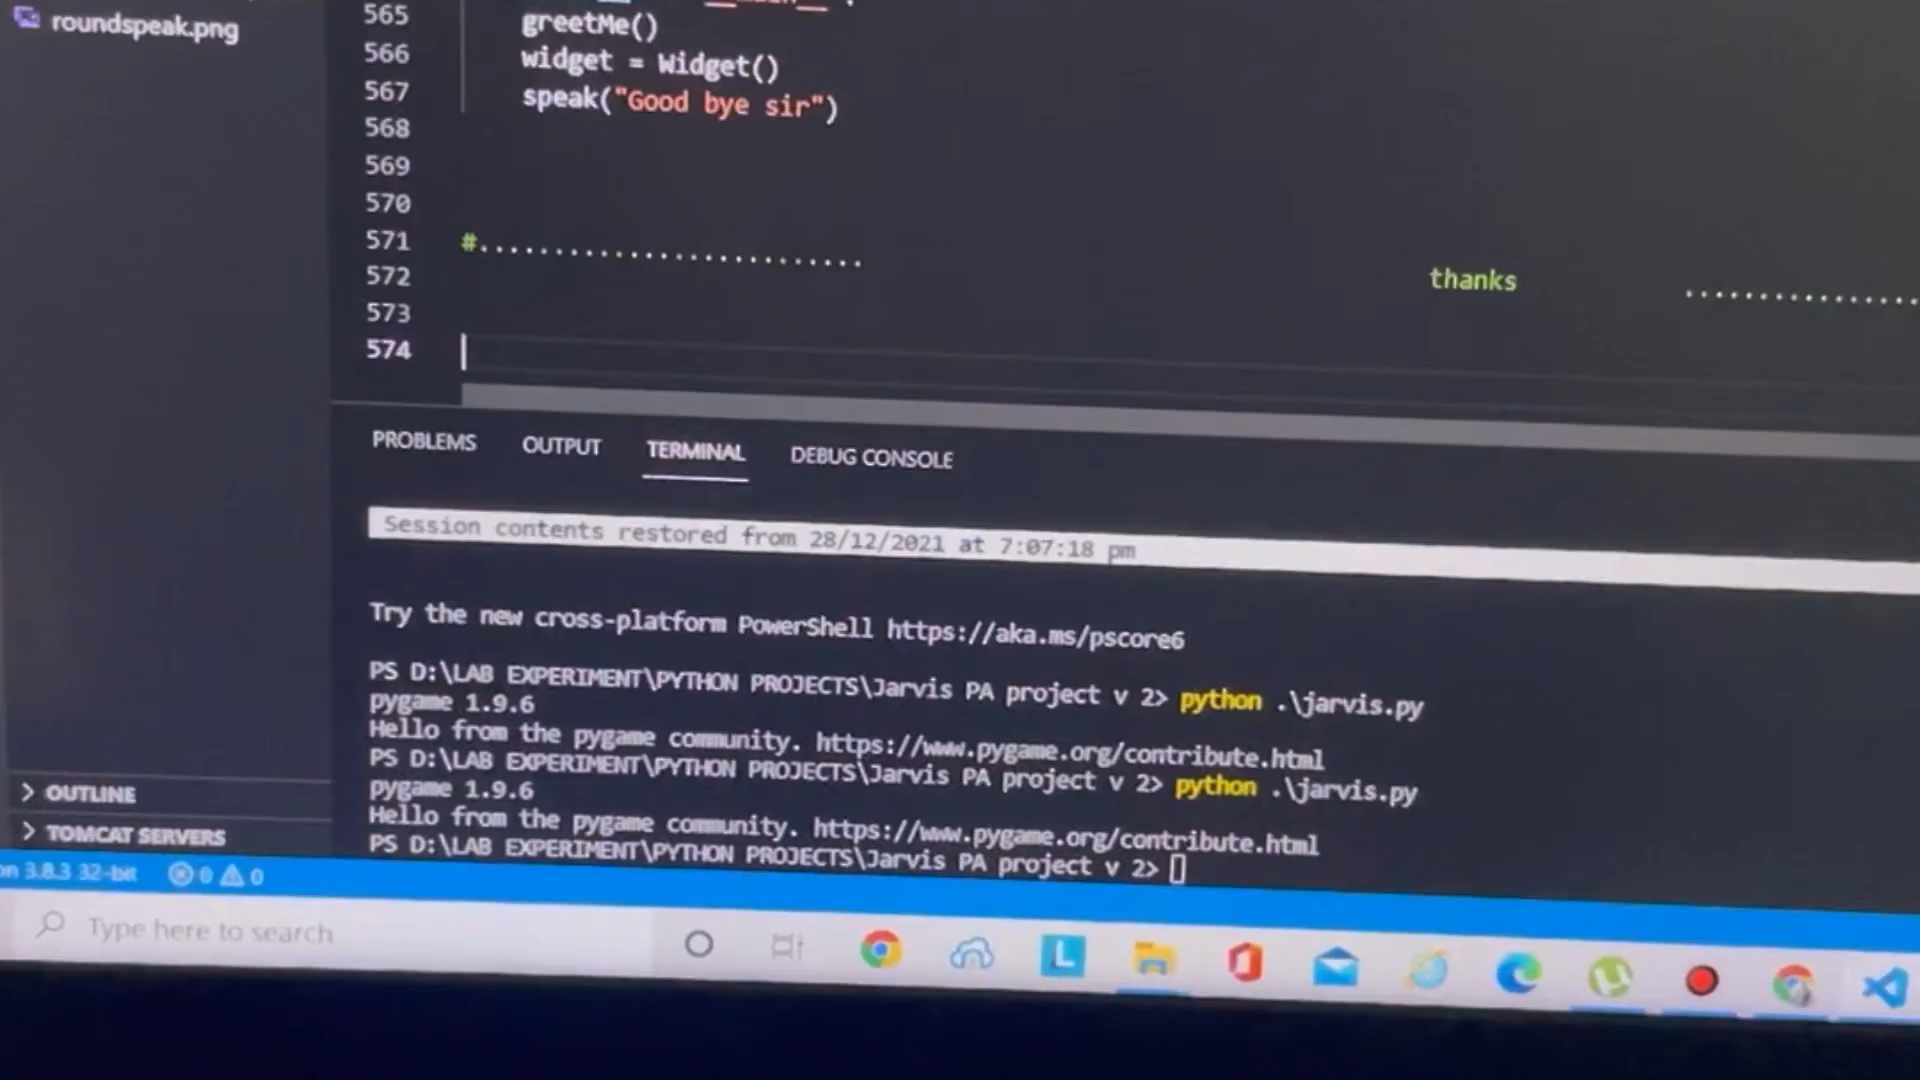 roundspeak.png
565
greetMe()
566
widget = Widget()
567
speak("Good bye sir")
568
569
570
571 #..........................
572 thanks ................
573
574
PROBLEMS OUTPUT TERMINAL DEBUG CONSOLE
Session contents restored from 28/12/2021 at 7:07:18 pm
Try the new cross-platform PowerShell https://aka.ms/pscore6
PS D:\LAB EXPERIMENT\PYTHON PROJECTS\Jarvis PA project v 2> python .\jarvis.py
pygame 1.9.6
Hello from the pygame community. https://www.pygame.org/contribute.html
PS D:\LAB EXPERIMENT\PYTHON PROJECTS\Jarvis PA project v 2> python .\jarvis.py
pygame 1.9.6
Hello from the pygame community. https://www.pygame.org/contribute.html
PS D:\LAB EXPERIMENT\PYTHON PROJECTS\Jarvis PA project v 2>
OUTLINE
TOMCAT SERVERS
on 3.8.3 32-bit 0 0
Type here to search
L